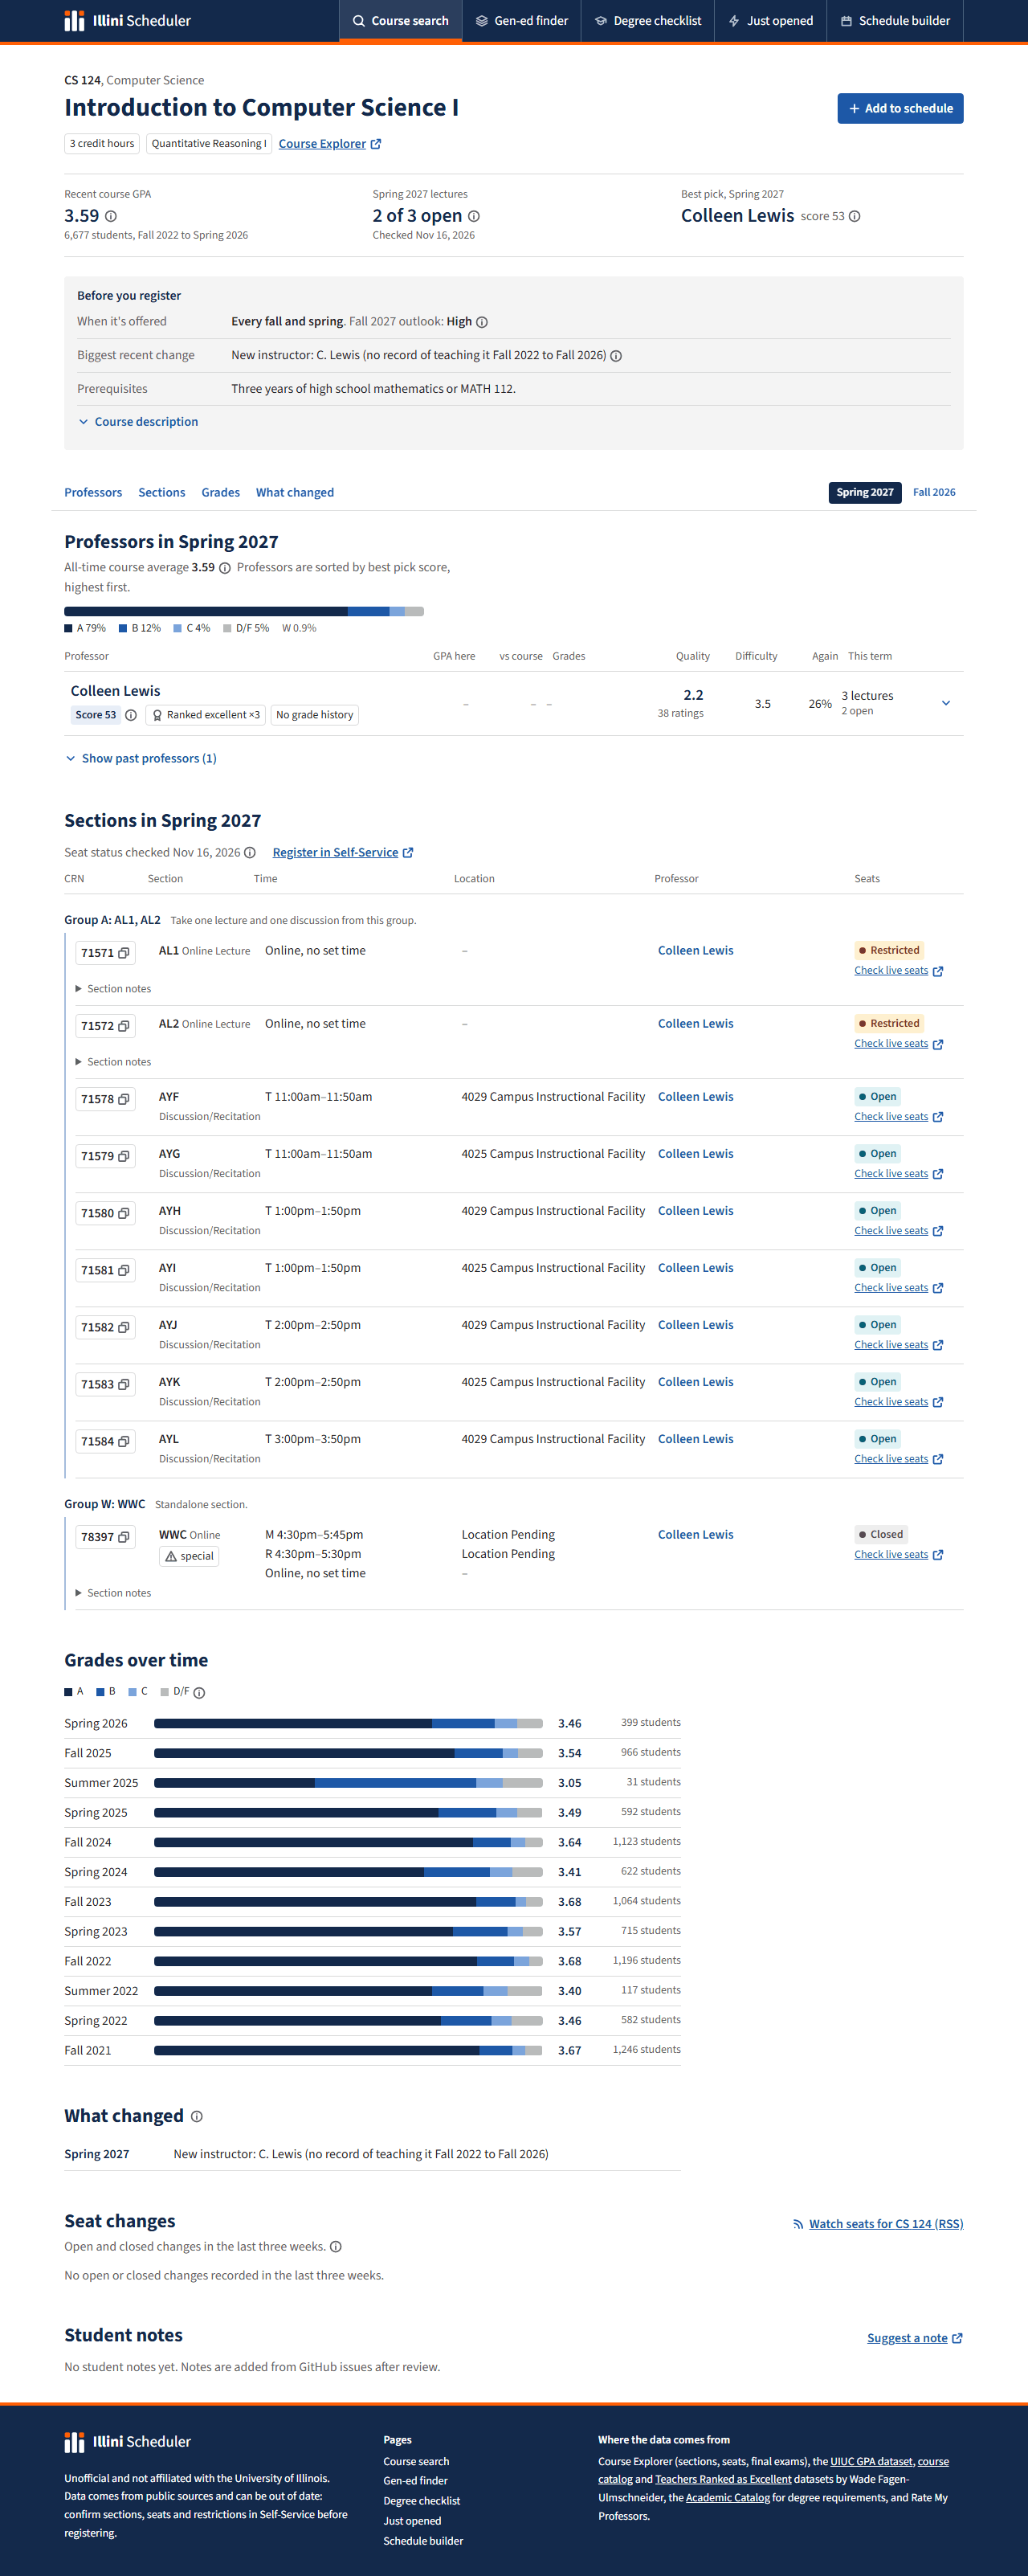 Illini Scheduler
Course search
Gen-ed finder
Degree checklist
Just opened
Schedule builder
CS 124, Computer Science
Introduction to Computer Science I
Add to schedule
3 credit hours
Quantitative Reasoning I
Course Explorer
Recent course GPA
3.59
6,677 students, Fall 2022 to Spring 2026
Spring 2027 lectures
2 of 3 open
Checked Nov 16, 2026
Best pick, Spring 2027
Colleen Lewis score 53
Before you register
When it's offered Every fall and spring. Fall 2027 outlook: High
Biggest recent change New instructor: C. Lewis (no record of teaching it Fall 2022 to Fall 2026)
Prerequisites Three years of high school mathematics or MATH 112.
Course description
Professors Sections Grades What changed Spring 2027 Fall 2026
Professors in Spring 2027
All-time course average 3.59 Professors are sorted by best pick score,
highest first.
A 79% B 12% C 4% D/F 5% W 0.9%
Professor GPA here vs course Grades Quality Difficulty Again This term
Colleen Lewis
Score 53 Ranked excellent ×3 No grade history
– – – 2.2 3.5 26% 3 lectures
38 ratings 2 open
Show past professors (1)
Sections in Spring 2027
Seat status checked Nov 16, 2026 Register in Self-Service
CRN Section Time Location Professor Seats
Group A: AL1, AL2 Take one lecture and one discussion from this group.
71571 AL1 Online Lecture Online, no set time – Colleen Lewis Restricted
Check live seats
Section notes
71572 AL2 Online Lecture Online, no set time – Colleen Lewis Restricted
Check live seats
Section notes
71578 AYF T 11:00am–11:50am 4029 Campus Instructional Facility Colleen Lewis Open
Discussion/Recitation Check live seats
71579 AYG T 11:00am–11:50am 4025 Campus Instructional Facility Colleen Lewis Open
Discussion/Recitation Check live seats
71580 AYH T 1:00pm–1:50pm 4029 Campus Instructional Facility Colleen Lewis Open
Discussion/Recitation Check live seats
71581 AYI T 1:00pm–1:50pm 4025 Campus Instructional Facility Colleen Lewis Open
Discussion/Recitation Check live seats
71582 AYJ T 2:00pm–2:50pm 4029 Campus Instructional Facility Colleen Lewis Open
Discussion/Recitation Check live seats
71583 AYK T 2:00pm–2:50pm 4025 Campus Instructional Facility Colleen Lewis Open
Discussion/Recitation Check live seats
71584 AYL T 3:00pm–3:50pm 4029 Campus Instructional Facility Colleen Lewis Open
Discussion/Recitation Check live seats
Group W: WWC Standalone section.
78397 WWC Online M 4:30pm–5:45pm Location Pending Colleen Lewis Closed
special R 4:30pm–5:30pm Location Pending Check live seats
Online, no set time –
Section notes
Grades over time
A B C D/F
Spring 2026 3.46 399 students
Fall 2025 3.54 966 students
Summer 2025 3.05 31 students
Spring 2025 3.49 592 students
Fall 2024 3.64 1,123 students
Spring 2024 3.41 622 students
Fall 2023 3.68 1,064 students
Spring 2023 3.57 715 students
Fall 2022 3.68 1,196 students
Summer 2022 3.40 117 students
Spring 2022 3.46 582 students
Fall 2021 3.67 1,246 students
What changed
Spring 2027 New instructor: C. Lewis (no record of teaching it Fall 2022 to Fall 2026)
Seat changes
Watch seats for CS 124 (RSS)
Open and closed changes in the last three weeks.
No open or closed changes recorded in the last three weeks.
Student notes
Suggest a note
No student notes yet. Notes are added from GitHub issues after review.
Illini Scheduler
Unofficial and not affiliated with the University of Illinois.
Data comes from public sources and can be out of date:
confirm sections, seats and restrictions in Self-Service before
registering.
Pages
Course search
Gen-ed finder
Degree checklist
Just opened
Schedule builder
Where the data comes from
Course Explorer (sections, seats, final exams), the UIUC GPA dataset, course
catalog and Teachers Ranked as Excellent datasets by Wade Fagen-
Ulmschneider, the Academic Catalog for degree requirements, and Rate My
Professors.